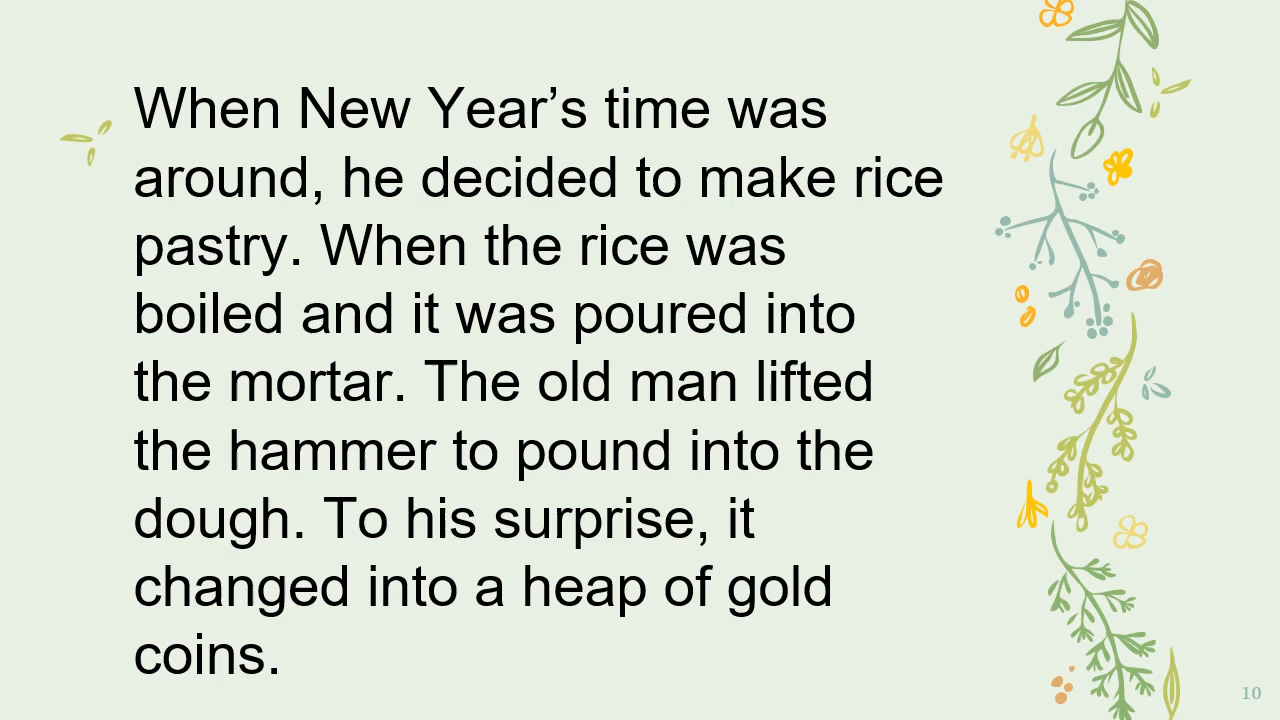 When New Year’s time was
around, he decided to make rice
pastry. When the rice was
boiled and it was poured into
the mortar. The old man lifted
the hammer to pound into the
dough. To his surprise, it
changed into a heap of gold
coins.
10